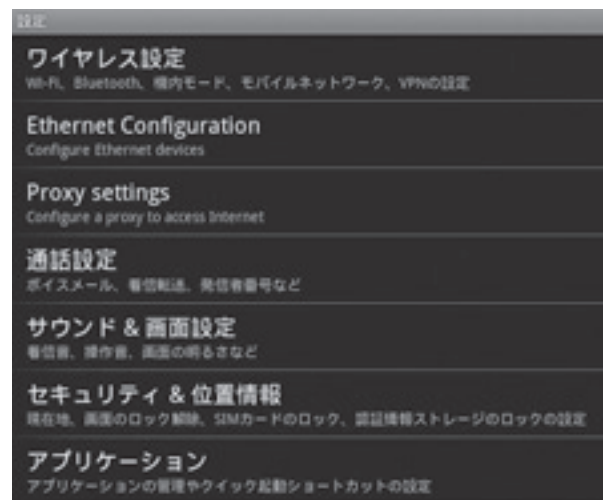 設定
ワイヤレス設定
Wi-Fi、Bluetooth、機内モード、モバイルネットワーク、VPNの設定
Ethernet Configuration
Configure Ethernet devices
Proxy settings
Configure a proxy to access Internet
通話設定
ボイスメール、着信転送、発信者番号など
サウンド & 画面設定
着信音、操作音、画面の明るさなど
セキュリティ & 位置情報
現在地、画面のロック解除、SIMカードのロック、認証情報ストレージのロックの設定
アプリケーション
アプリケーションの管理やクイック起動ショートカットの設定